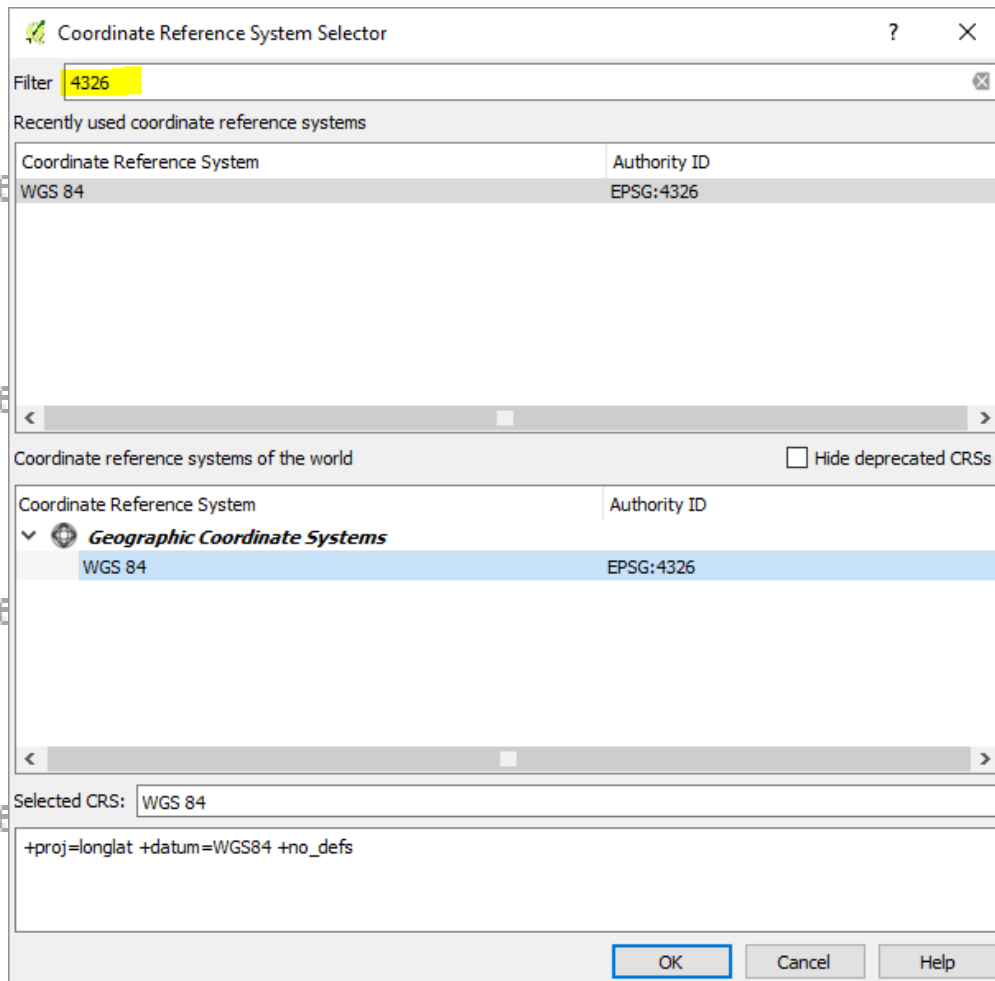 Coordinate Reference System Selector ?
Filter 4326
Recently used coordinate reference systems
Coordinate Reference System Authority ID
WGS 84 EPSG:4326
Coordinate reference systems of the world Hide deprecated CRSs
Coordinate Reference System Authority ID
Geographic Coordinate Systems
WGS 84 EPSG:4326
Selected CRS: WGS 84
+proj=longlat +datum=WGS84 +no_defs
OK Cancel Help